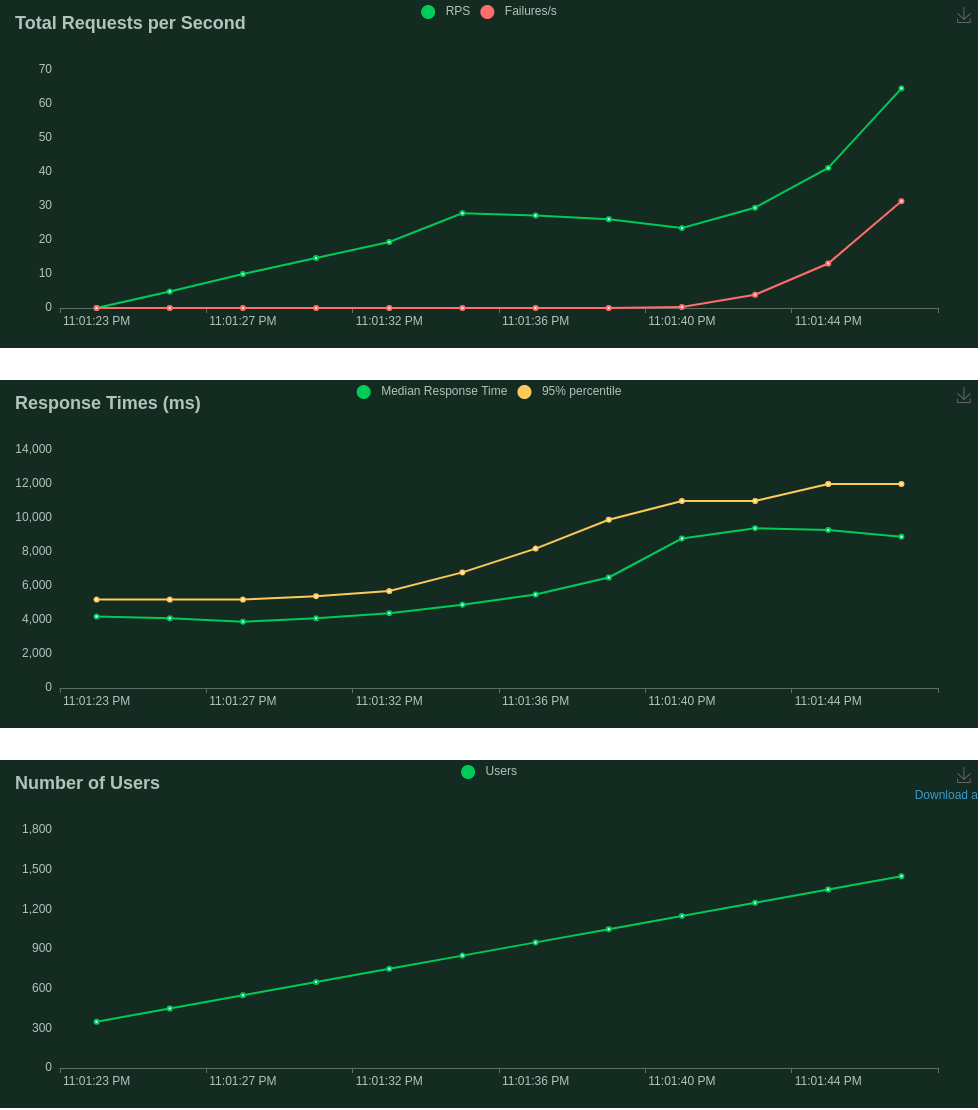 Total Requests per Second
RPS Failures/s
70
60
50
40
30
20
10
0
11:01:23 PM 11:01:27 PM 11:01:32 PM 11:01:36 PM 11:01:40 PM 11:01:44 PM
Response Times (ms)
Median Response Time 95% percentile
14,000
12,000
10,000
8,000
6,000
4,000
2,000
0
11:01:23 PM 11:01:27 PM 11:01:32 PM 11:01:36 PM 11:01:40 PM 11:01:44 PM
Number of Users
Users
Download a
1,800
1,500
1,200
900
600
300
0
11:01:23 PM 11:01:27 PM 11:01:32 PM 11:01:36 PM 11:01:40 PM 11:01:44 PM